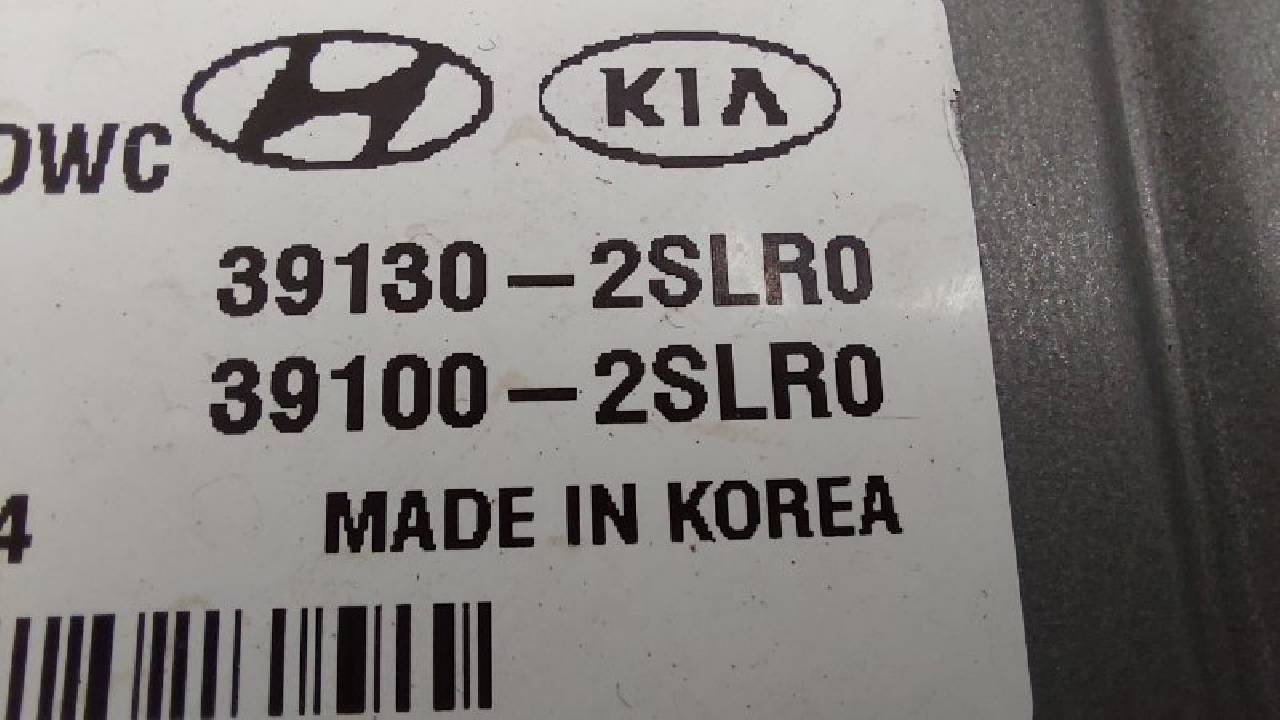 KIA
DWC
39130-2SLR0
39100-2SLR0
MADE IN KOREA
4